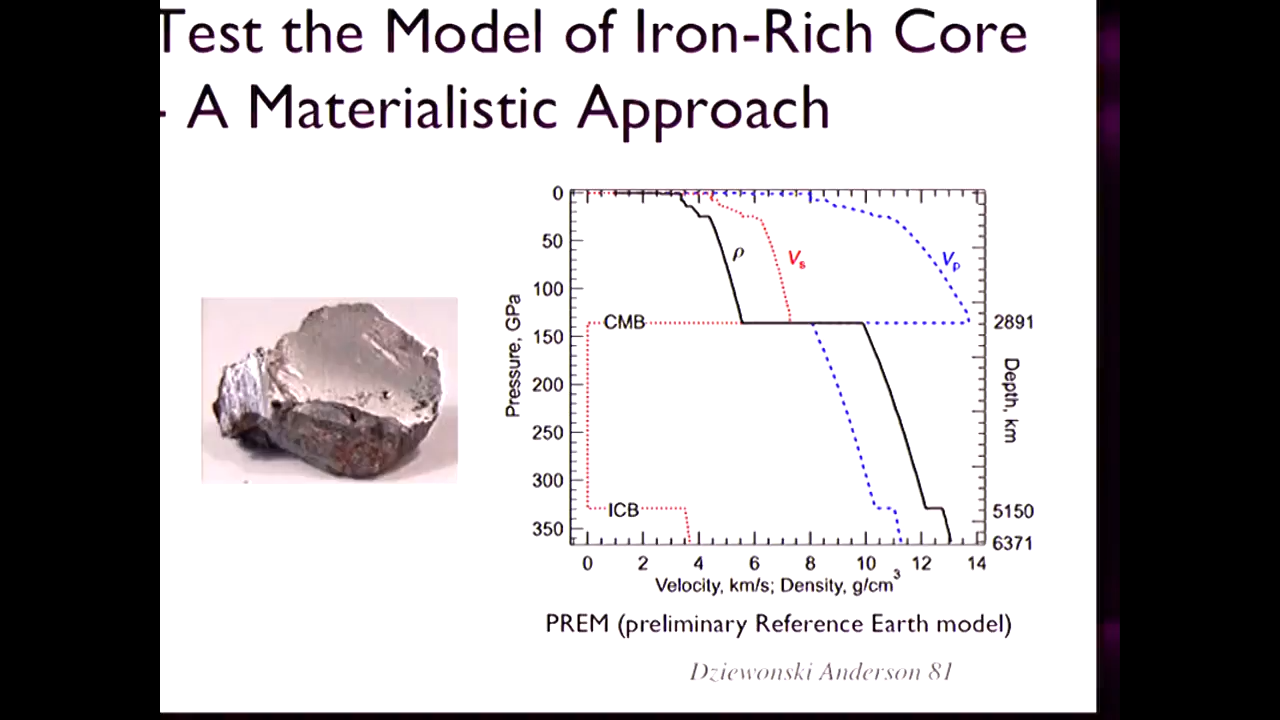 Test the Model of Iron-Rich Core
- A Materialistic Approach
0
50
100
150
200
250
300
350
Pressure, GPa
ρ
Vs
Vp
CMB
ICB
2891
5150
6371
Depth, km
0 2 4 6 8 10 12 14
Velocity, km/s; Density, g/cm³
PREM (preliminary Reference Earth model)
Dziewonski Anderson 81